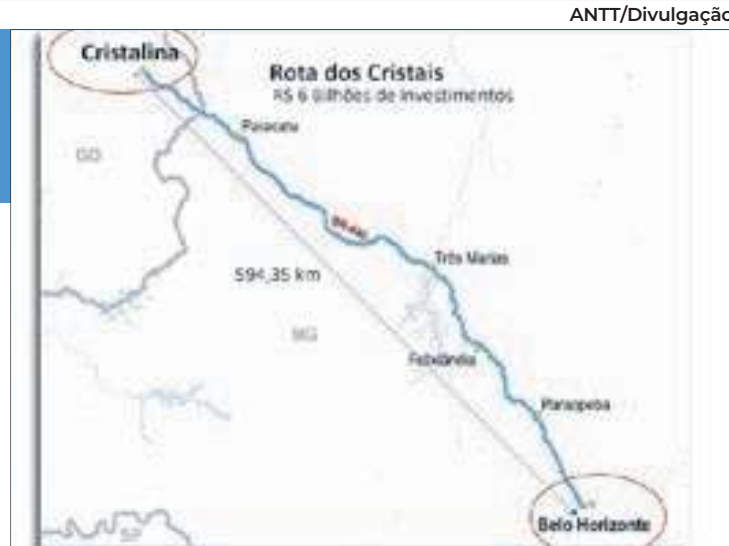 ANTT/Divulgação
Cristalina
Rota dos Cristais
R$ 6 Bilhões de Investimentos
Paracatu
GO
594,35 km
Três Marias
MG
Felixlândia
Paraopeba
Belo Horizonte
SP